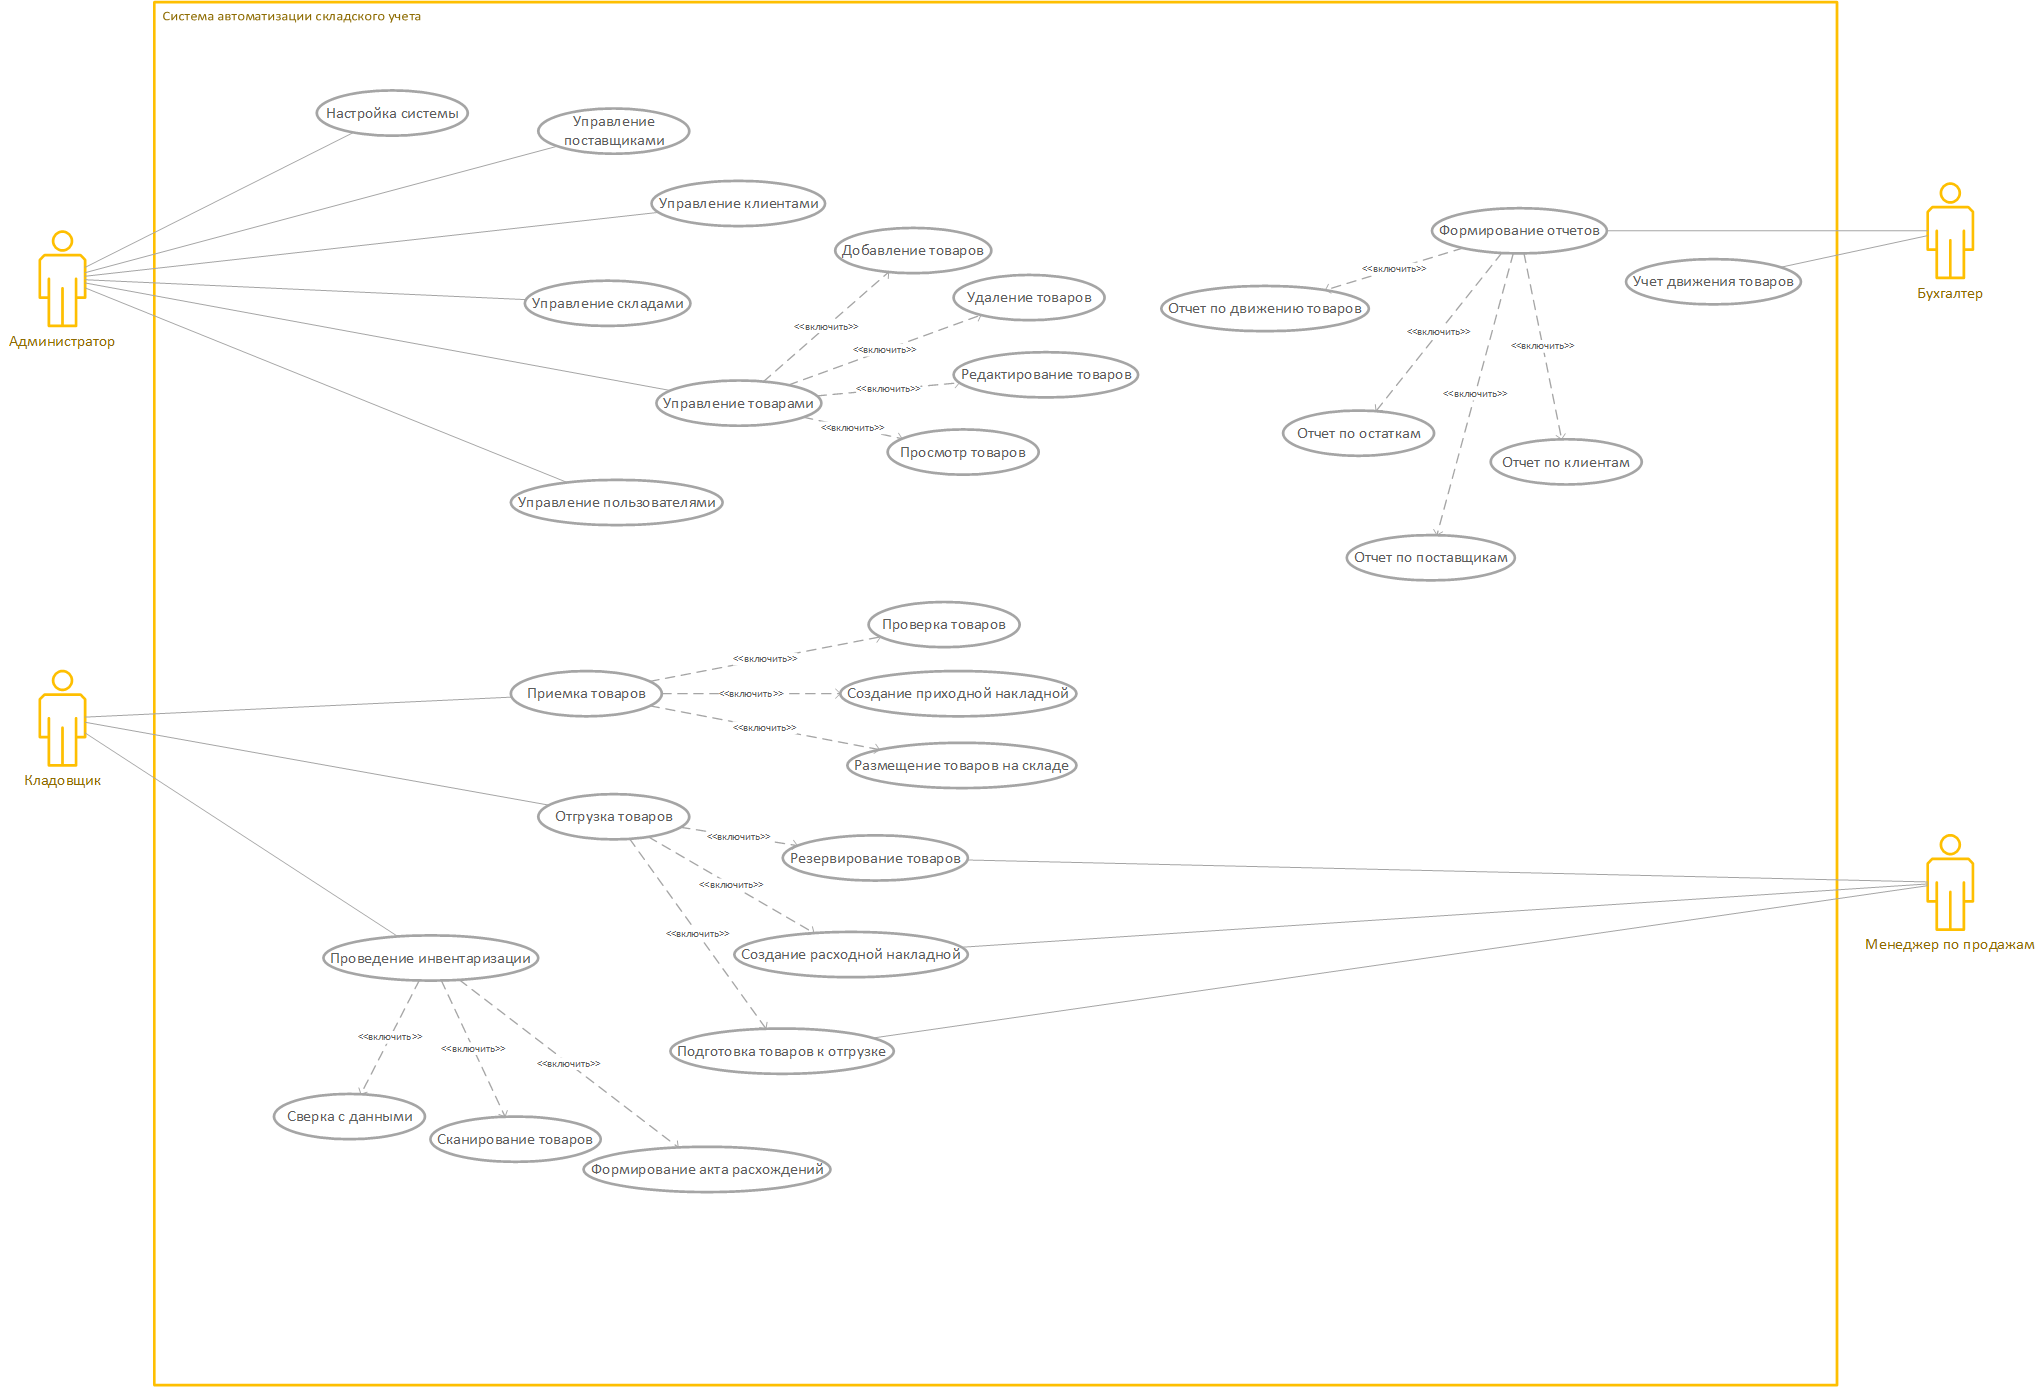 Система автоматизации складского учета
Настройка системы
Управление
поставщиками
Управление клиентами
Добавление товаров
Удаление товаров
Управление складами
<<включить>>
<<включить>>
Редактирование товаров
<<включить>>
Управление товарами
<<включить>>
Просмотр товаров
Управление пользователями
Администратор
Формирование отчетов
<<включить>>
Учет движения товаров
Бухгалтер
Отчет по движению товаров
<<включить>>
<<включить>>
<<включить>>
Отчет по остаткам
Отчет по клиентам
Отчет по поставщикам
Проверка товаров
<<включить>>
Приемка товаров
<<включить>>
Создание приходной накладной
<<включить>>
Размещение товаров на складе
Кладовщик
Отгрузка товаров
<<включить>>
Резервирование товаров
<<включить>>
<<включить>>
Менеджер по продажам
Создание расходной накладной
Проведение инвентаризации
<<включить>>
<<включить>>
<<включить>>
Подготовка товаров к отгрузке
Сверка с данными
Сканирование товаров
Формирование акта расхождений